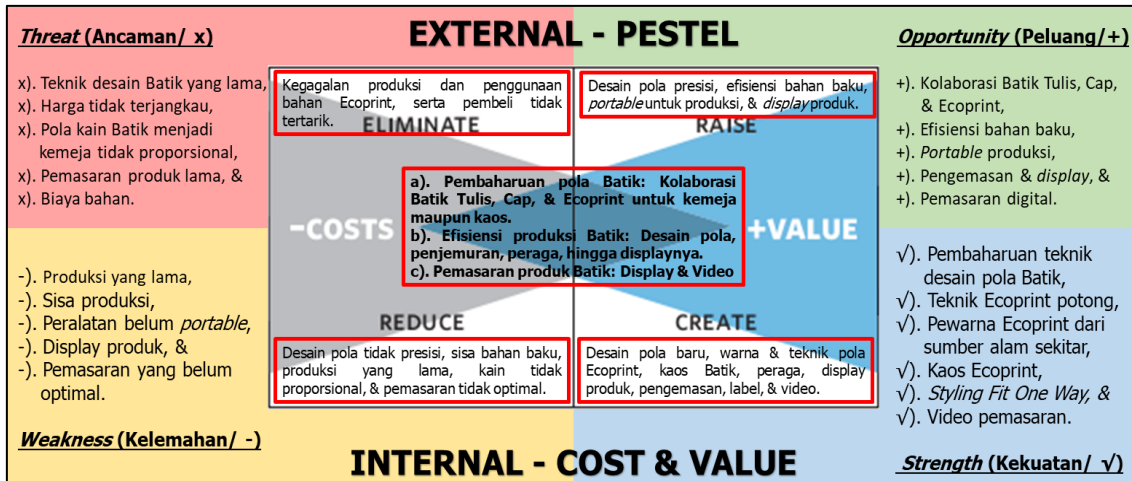 EXTERNAL - PESTEL
Threat (Ancaman/ x)
x). Teknik desain Batik yang lama,
x). Harga tidak terjangkau,
x). Pola kain Batik menjadi
kemeja tidak proporsional,
x). Pemasaran produk lama, &
x). Biaya bahan.
Kegagalan produksi dan penggunaan
bahan Ecoprint, serta pembeli tidak
tertarik.
ELIMINATE
Desain pola presisi, efisiensi bahan baku,
portable untuk produksi, & display produk.
RAISE
Opportunity (Peluang/+)
+). Kolaborasi Batik Tulis, Cap,
& Ecoprint,
+). Efisiensi bahan baku,
+). Portable produksi,
+). Pengemasan & display, &
+). Pemasaran digital.
-COSTS
a). Pembaharuan pola Batik: Kolaborasi
Batik Tulis, Cap, & Ecoprint untuk kemeja
maupun kaos.
b). Efisiensi produksi Batik: Desain pola,
penjemuran, peraga, hingga displaynya.
c). Pemasaran produk Batik: Display & Video
+VALUE
-). Produksi yang lama,
-). Sisa produksi,
-). Peralatan belum portable,
-). Display produk, &
-). Pemasaran yang belum
optimal.
Weakness (Kelemahan/ -)
REDUCE
Desain pola tidak presisi, sisa bahan baku,
produksi yang lama, kain tidak
proporsional, & pemasaran tidak optimal.
CREATE
Desain pola baru, warna & teknik pola
Ecoprint, kaos Batik, peraga, display
produk, pengemasan, label, & video.
√). Pembaharuan teknik
desain pola Batik,
√). Teknik Ecoprint potong,
√). Pewarna Ecoprint dari
sumber alam sekitar,
√). Kaos Ecoprint,
√). Styling Fit One Way, &
√). Video pemasaran.
Strength (Kekuatan/ √)
INTERNAL - COST & VALUE